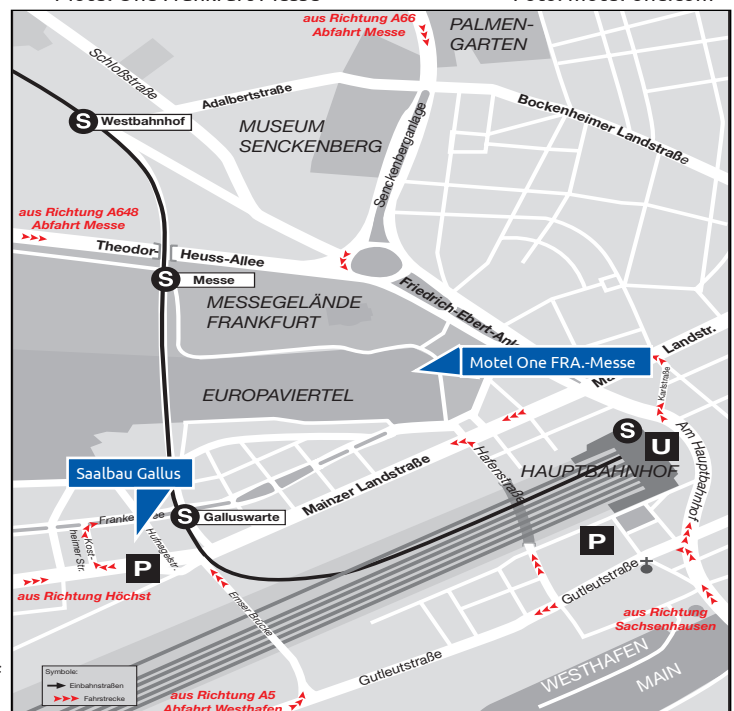 aus Richtung A66
Abfahrt Messe
PALMEN-
GARTEN
Schloßstraße
Adalbertstraße
Bockenheimer Landstraße
S Westbahnhof
MUSEUM
SENCKENBERG
Senckenberganlage
aus Richtung A648
Abfahrt Messe
Theodor-Heuss-Allee
S Messe
MESSEGELÄNDE
FRANKFURT
Friedrich-Ebert-Anl
Landstr.
Motel One FRA.-Messe
Karlstraße
EUROPAVIERTEL
S
U
Am Hauptbahnhof
HAUPTBAHNHOF
Hafenstraße
Mainzer Landstraße
Saalbau Gallus
S Galluswarte
Kost-
heimer Str.
Hufnagelstr.
P
P
aus Richtung Höchst
Emser Brücke
Gutleutstraße
aus Richtung
Sachsenhausen
WESTHAFEN
MAIN
Gutleutstraße
Symbole:
Einbahnstraßen
Fahrstrecke
aus Richtung A5
Abfahrt Westhafen